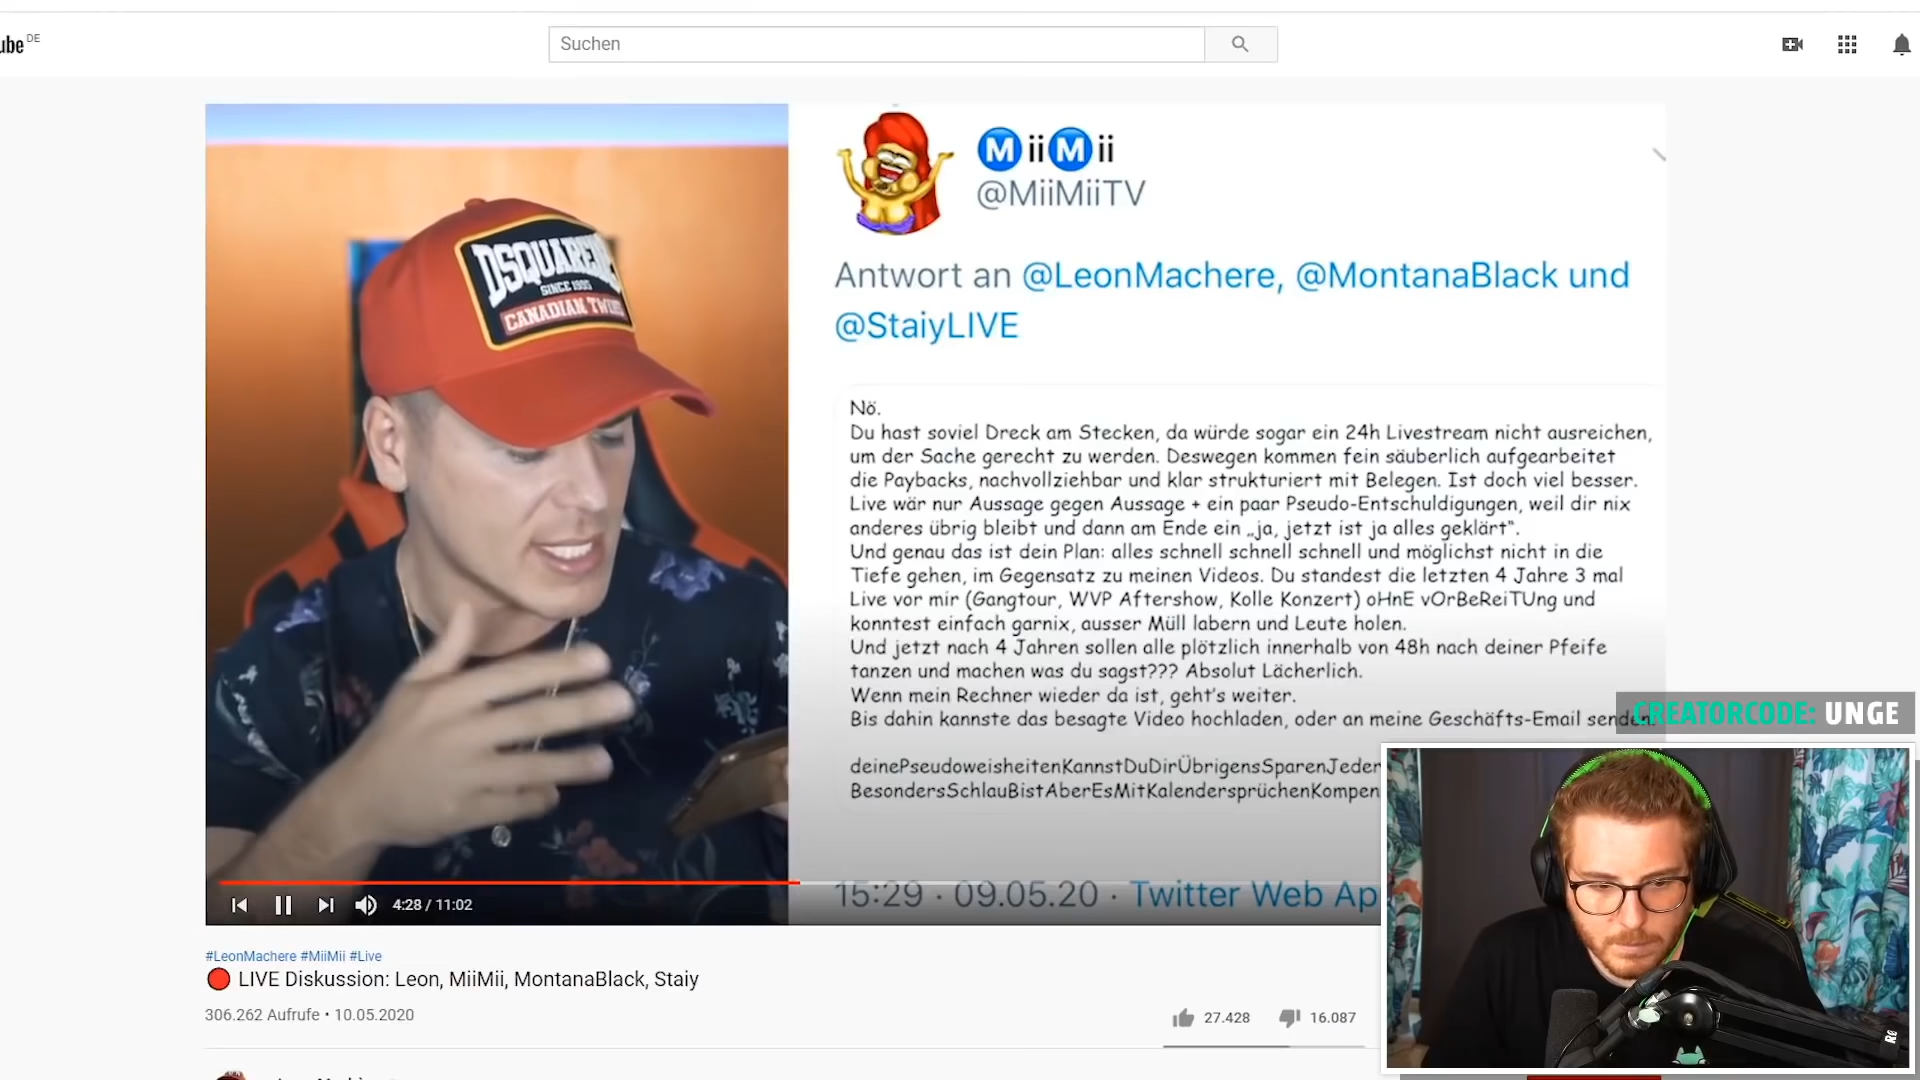 DE
Suchen
DSQUARED
SINCE 1995
CANADIAN TWINS
MiiMii
@MiiMiiTV
Antwort an @LeonMachere, @MontanaBlack und
@StaiyLIVE
Nö.
Du hast soviel Dreck am Stecken, da würde sogar ein 24h Livestream nicht ausreichen,
um der Sache gerecht zu werden. Deswegen kommen fein säuberlich aufgearbeitet
die Paybacks, nachvollziehbar und klar strukturiert mit Belegen. Ist doch viel besser.
Live wär nur Aussage gegen Aussage + ein paar Pseudo-Entschuldigungen, weil dir nix
anderes übrig bleibt und dann am Ende ein „ja, jetzt ist ja alles geklärt“.
Und genau das ist dein Plan: alles schnell schnell schnell und möglichst nicht in die
Tiefe gehen, im Gegensatz zu meinen Videos. Du standest die letzten 4 Jahre 3 mal
Live vor mir (Gangtour, WVP Aftershow, Kolle Konzert) oHnE vOrBeReiTUng und
konntest einfach garnix, ausser Müll labern und Leute holen.
Und jetzt nach 4 Jahren sollen alle plötzlich innerhalb von 48h nach deiner Pfeife
tanzen und machen was du sagst??? Absolut Lächerlich.
Wenn mein Rechner wieder da ist, geht's weiter.
Bis dahin kannste das besagte Video hochladen, oder an meine Geschäfts-Email senden
CREATORCODE: UNGE
deinePseudoweisheitenKannstDuDirÜbrigensSparenJeder
BesondersSchlauBistAberEsMitKalendersprüchenKompen
15:29 · 09.05.20 · Twitter Web Ap
4:28 / 11:02
#LeonMachere #MiiMii #Live
LIVE Diskussion: Leon, MiiMii, MontanaBlack, Staiy
306.262 Aufrufe • 10.05.2020
27.428
16.087